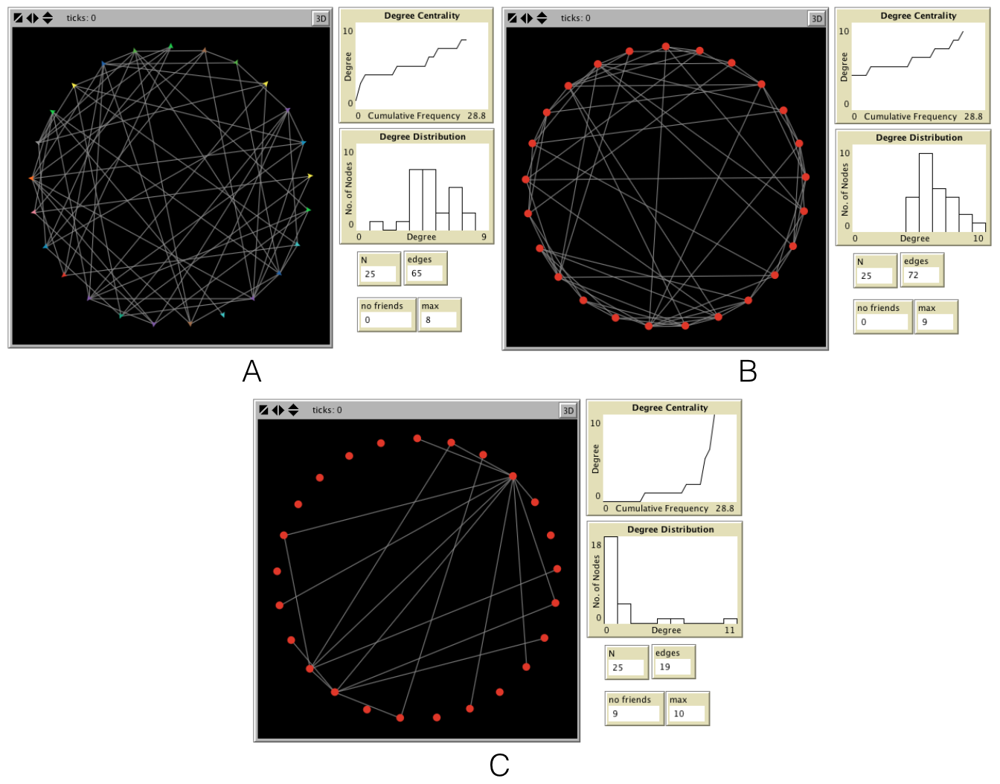 ticks: 0
3D
Degree Centrality
10
Degree
0
0 Cumulative Frequency 28.8
Degree Distribution
10
No. of Nodes
0
0 Degree 9
N
25
edges
65
no friends
0
max
8
A
ticks: 0
3D
Degree Centrality
10
Degree
0
0 Cumulative Frequency 28.8
Degree Distribution
10
No. of Nodes
0
0 Degree 10
N
25
edges
72
no friends
0
max
9
B
ticks: 0
3D
Degree Centrality
10
Degree
0
0 Cumulative Frequency 28.8
Degree Distribution
18
No. of Nodes
0
0 Degree 11
N
25
edges
19
no friends
9
max
10
C